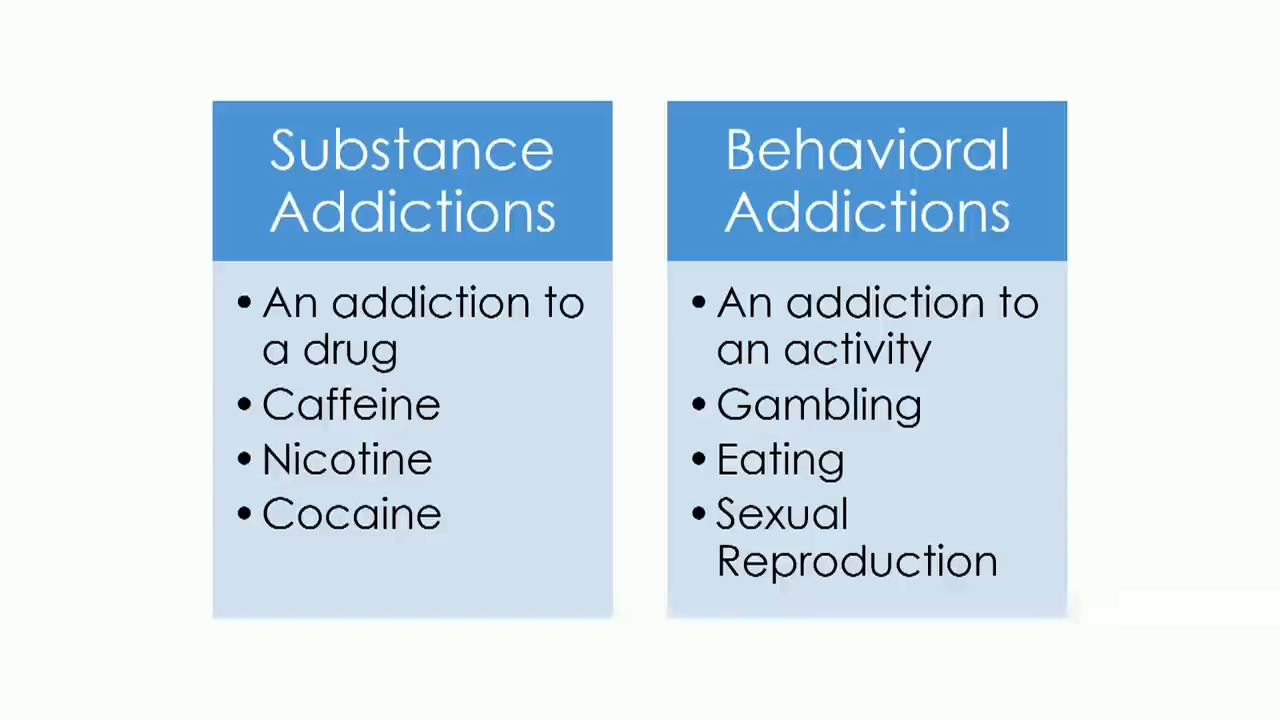 Substance
Addictions
• An addiction to
a drug
• Caffeine
• Nicotine
• Cocaine
Behavioral
Addictions
• An addiction to
an activity
• Gambling
• Eating
• Sexual
Reproduction